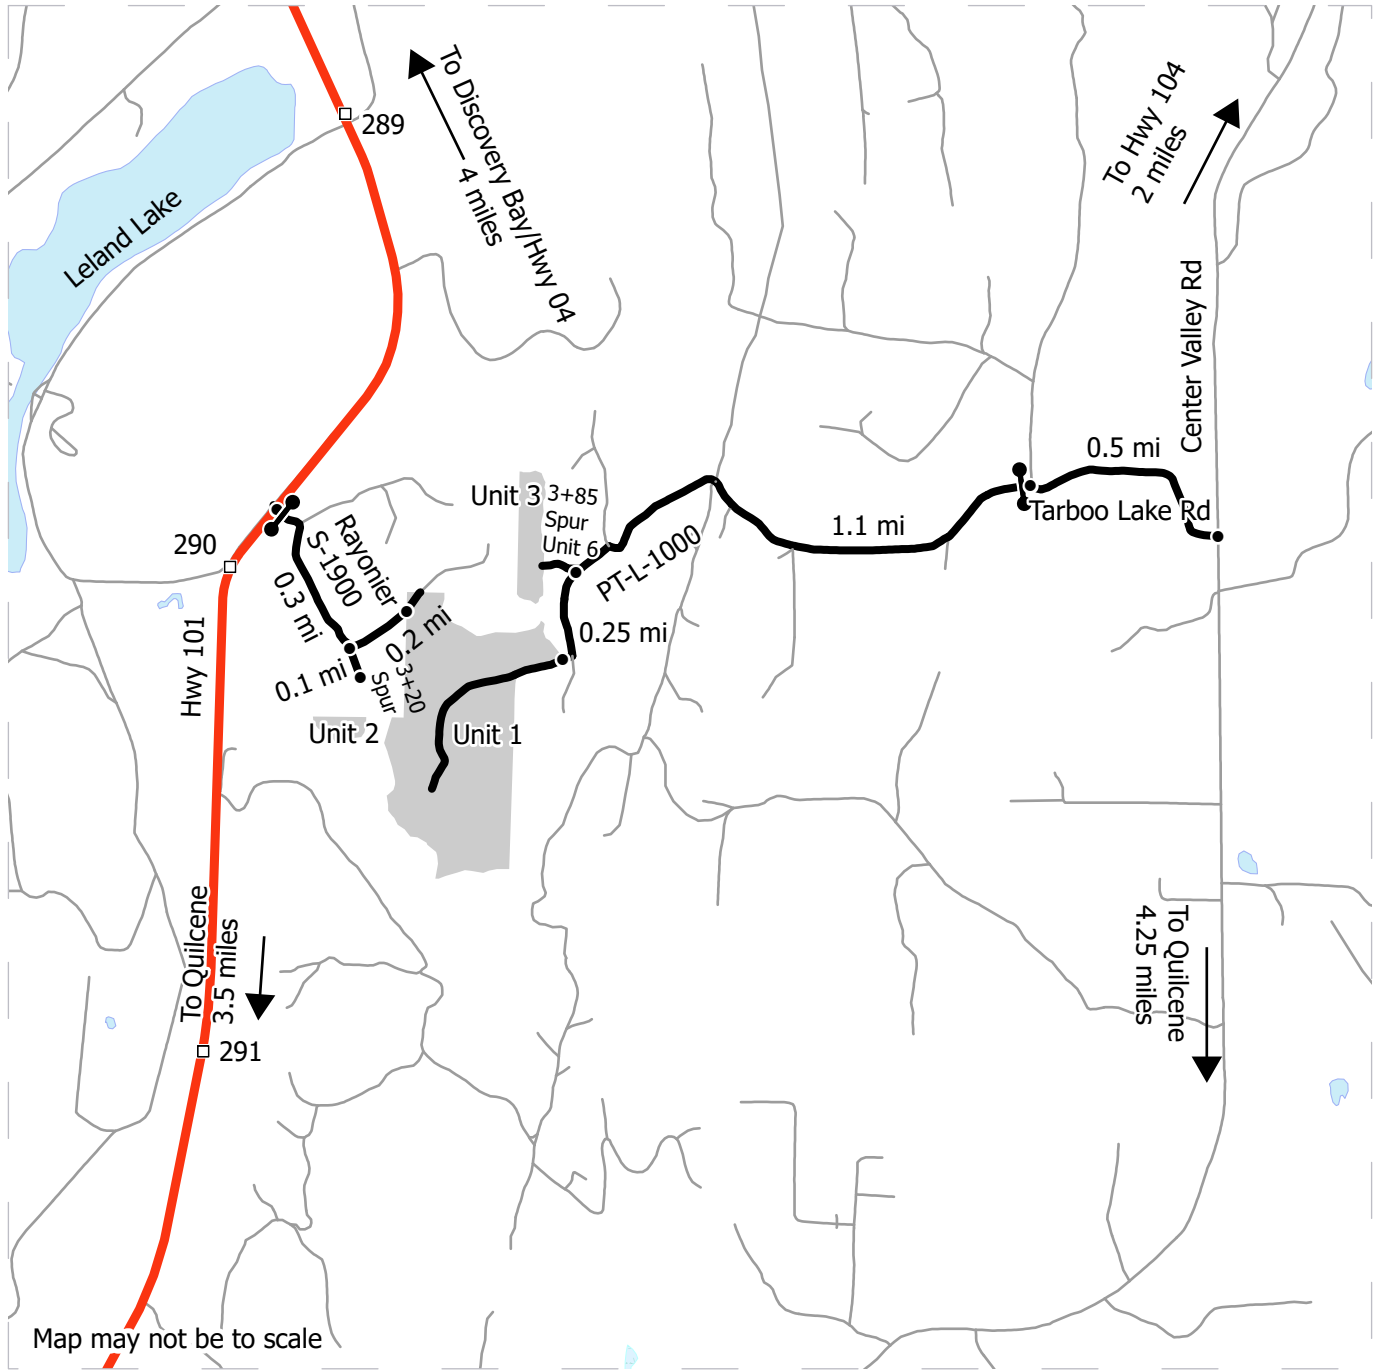 289
To Discovery Bay/Hwy 04
4 miles
To Hwy 104
2 miles
Leland Lake
Center Valley Rd
0.5 mi
Unit 3
3+85
Spur
Unit 6
Tarboo Lake Rd
1.1 mi
290
Rayonier
S-1900
PT-L-1000
0.3 mi
0.2 mi
0.25 mi
Hwy 101
0.1 mi
3+20
Spur
Unit 2
Unit 1
To Quilcene
3.5 miles
To Quilcene
4.25 miles
291
Map may not be to scale